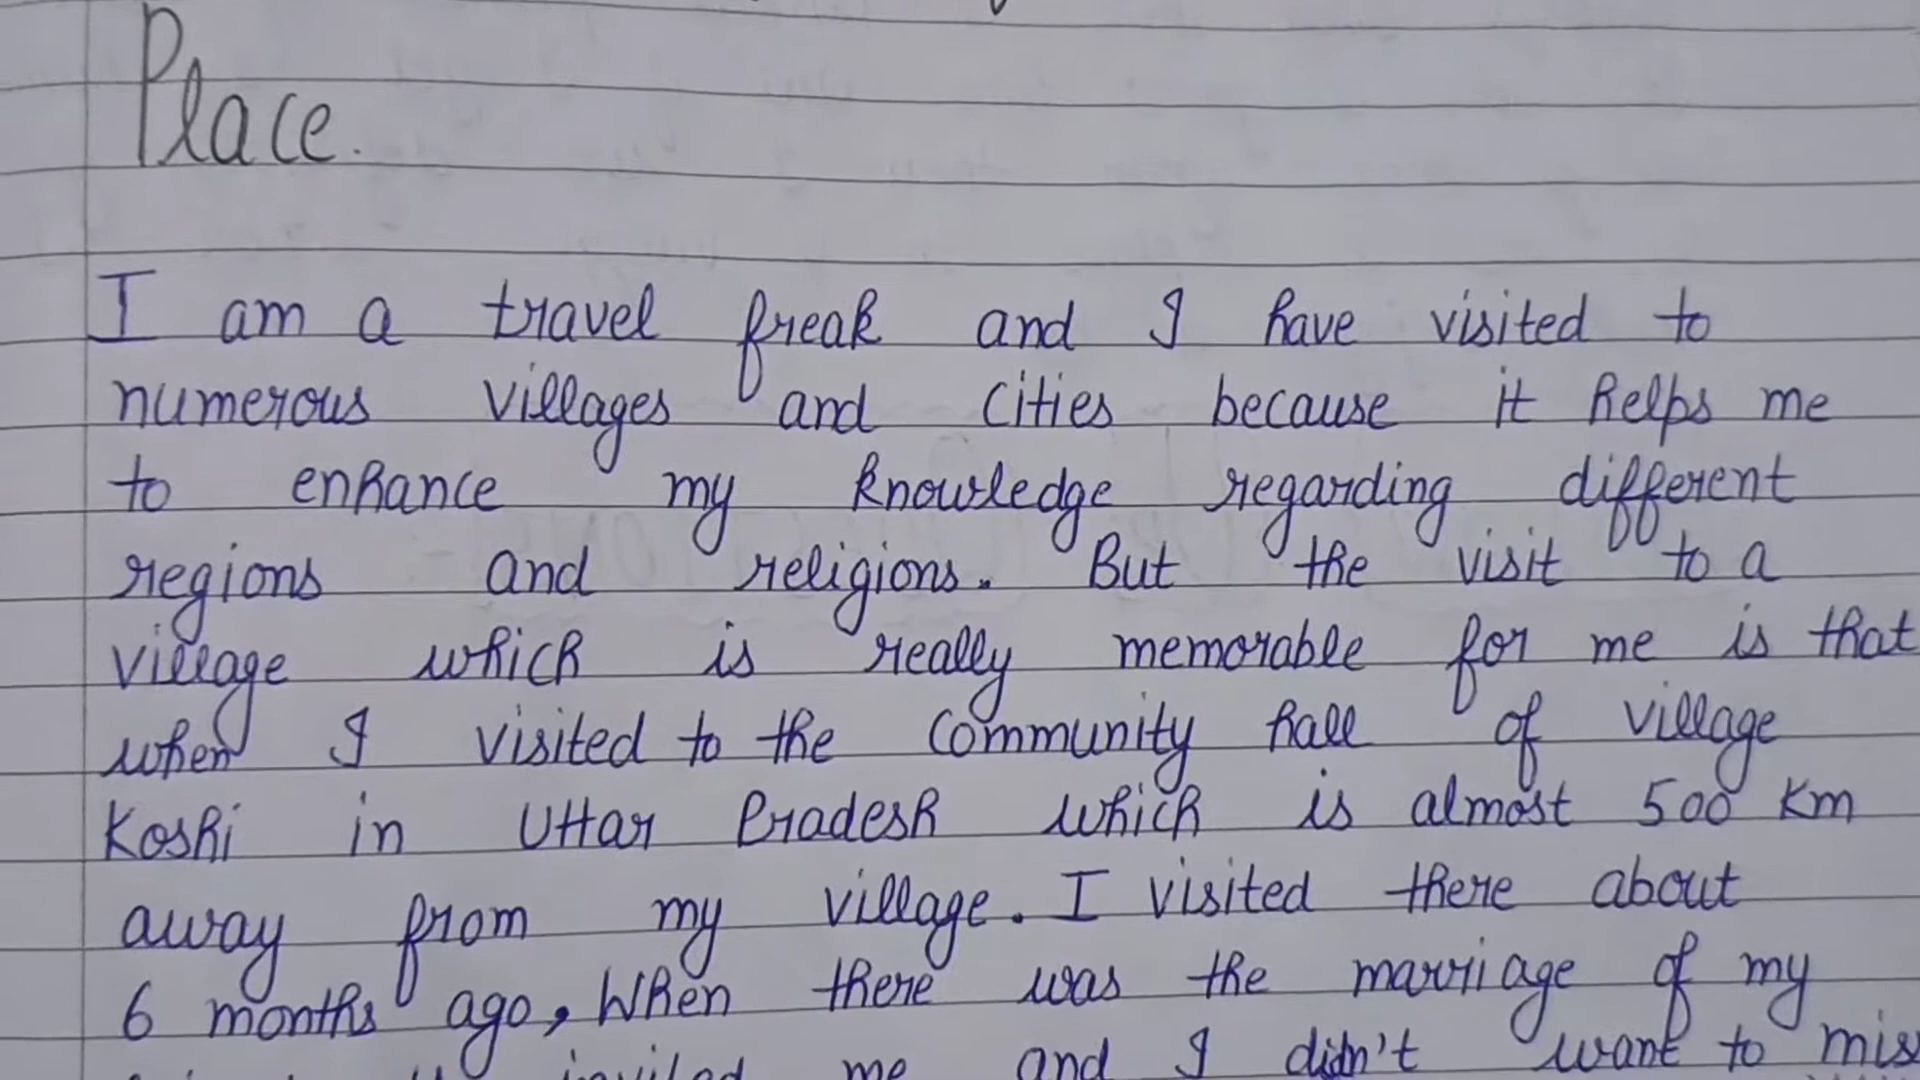 Place.
I am a travel freak and I have visited to
numerous villages and cities because it helps me
to enhance my knowledge regarding different
regions and religions. But the visit to a
village which is really memorable for me is that
when I visited to the community hall of village
Koshi in Uttar Pradesh which is almost 500 Km
away from my village. I visited there about
6 months ago, When there was the marriage of my
invited me and I didn't want to mis